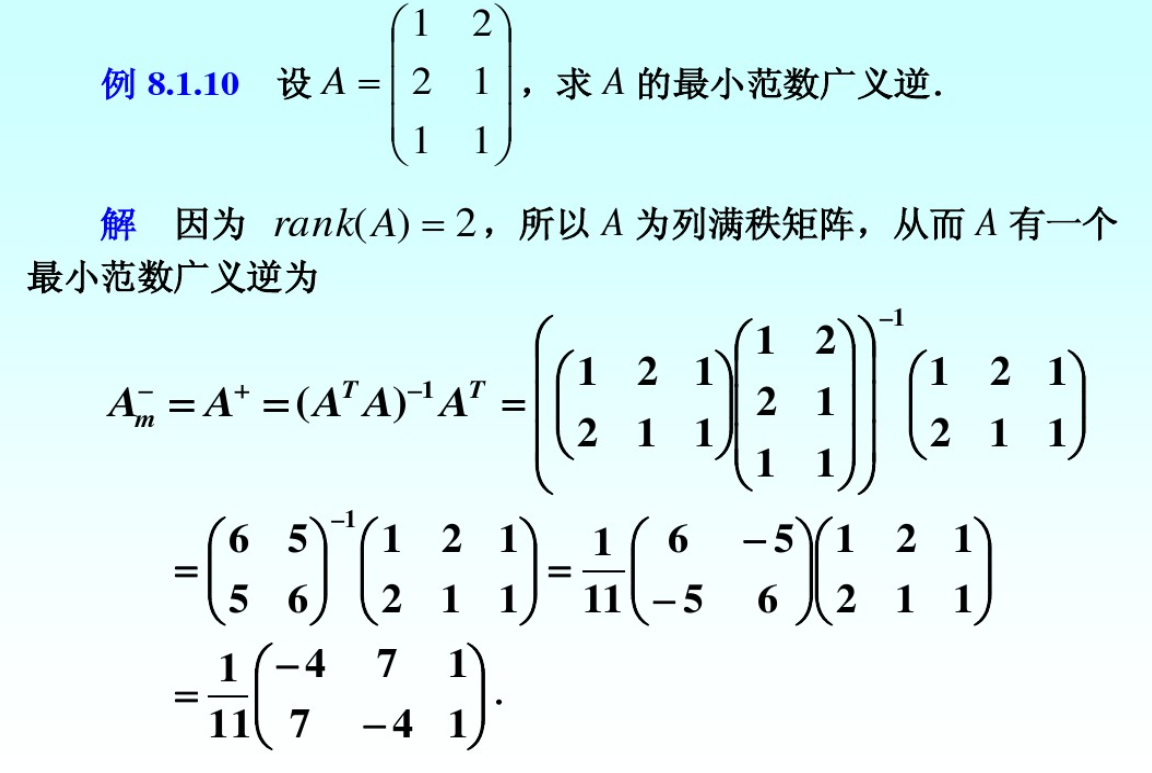 例 8.1.10 设 A = \begin{pmatrix} 1 & 2 \\ 2 & 1 \\ 1 & 1 \end{pmatrix}，求 A 的最小范数广义逆.
解 因为 rank(A) = 2，所以 A 为列满秩矩阵，从而 A 有一个
最小范数广义逆为
A_m^- = A^+ = (A^T A)^{-1} A^T = \left( \begin{pmatrix} 1 & 2 & 1 \\ 2 & 1 & 1 \end{pmatrix} \begin{pmatrix} 1 & 2 \\ 2 & 1 \\ 1 & 1 \end{pmatrix} \right)^{-1} \begin{pmatrix} 1 & 2 & 1 \\ 2 & 1 & 1 \end{pmatrix}
= \begin{pmatrix} 6 & 5 \\ 5 & 6 \end{pmatrix}^{-1} \begin{pmatrix} 1 & 2 & 1 \\ 2 & 1 & 1 \end{pmatrix} = \frac{1}{11} \begin{pmatrix} 6 & -5 \\ -5 & 6 \end{pmatrix} \begin{pmatrix} 1 & 2 & 1 \\ 2 & 1 & 1 \end{pmatrix}
= \frac{1}{11} \begin{pmatrix} -4 & 7 & 1 \\ 7 & -4 & 1 \end{pmatrix}.